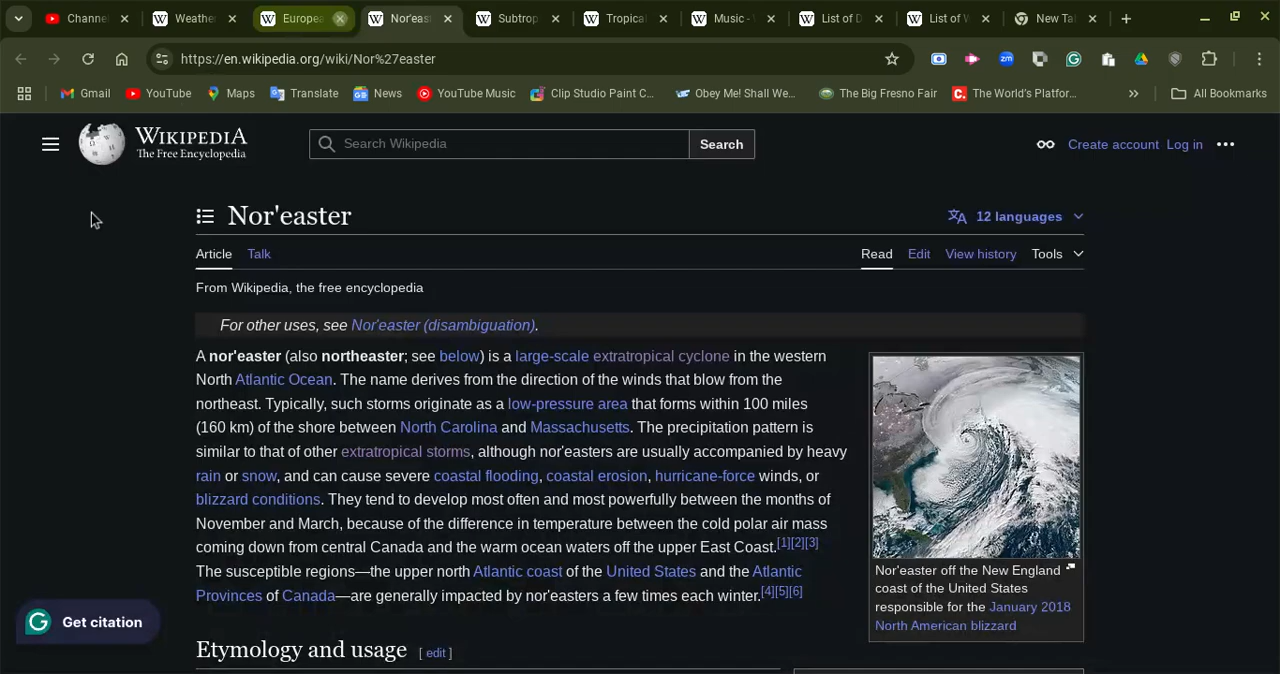 Channel
Weather
Europea
Nor'eas
Subtrop
Tropical
Music -
List of D
List of W
New Tab
https://en.wikipedia.org/wiki/Nor%27easter
zm
Gmail
YouTube
Maps
Translate
News
YouTube Music
Clip Studio Paint C...
Obey Me! Shall We...
The Big Fresno Fair
The World's Platfor...
All Bookmarks
WIKIPEDIA
The Free Encyclopedia
Search Wikipedia
Search
Create account
Log in
Nor'easter
12 languages
Article
Talk
Read
Edit
View history
Tools
From Wikipedia, the free encyclopedia
For other uses, see Nor'easter (disambiguation).
A nor'easter (also northeaster; see below) is a large-scale extratropical cyclone in the western
North Atlantic Ocean. The name derives from the direction of the winds that blow from the
northeast. Typically, such storms originate as a low-pressure area that forms within 100 miles
(160 km) of the shore between North Carolina and Massachusetts. The precipitation pattern is
similar to that of other extratropical storms, although nor'easters are usually accompanied by heavy
rain or snow, and can cause severe coastal flooding, coastal erosion, hurricane-force winds, or
blizzard conditions. They tend to develop most often and most powerfully between the months of
November and March, because of the difference in temperature between the cold polar air mass
coming down from central Canada and the warm ocean waters off the upper East Coast.[1][2][3]
The susceptible regions—the upper north Atlantic coast of the United States and the Atlantic
Provinces of Canada—are generally impacted by nor'easters a few times each winter.[4][5][6]
Nor'easter off the New England
coast of the United States
responsible for the January 2018
North American blizzard
Get citation
Etymology and usage [ edit ]